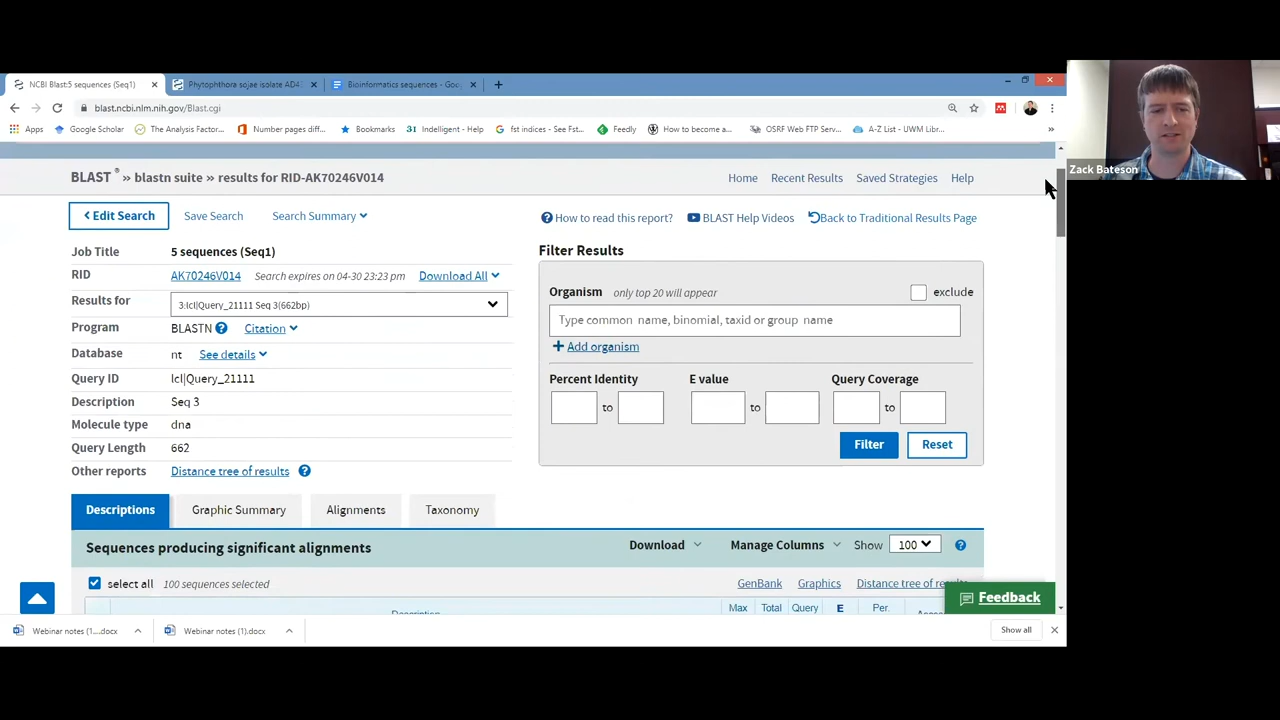 NCBI Blast:5 sequences (Seq1)
Phytophthora sojae isolate AD4
Bioinformatics sequences - Goo
blast.ncbi.nlm.nih.gov/Blast.cgi
Apps
Google Scholar
The Analysis Factor...
Number pages diff...
Bookmarks
Indelligent - Help
fst indices - See Fst...
Feedly
How to become a...
OSRF Web FTP Serv...
A-Z List - UWM Libr...
»
Zack Bateson
BLAST ® » blastn suite » results for RID-AK70246V014
Home
Recent Results
Saved Strategies
Help
Edit Search
Save Search
Search Summary
How to read this report?
BLAST Help Videos
Back to Traditional Results Page
Job Title
5 sequences (Seq1)
RID
AK70246V014
Search expires on 04-30 23:23 pm
Download All
Results for
3:lcl|Query_21111 Seq 3(662bp)
Program
BLASTN
Citation
Database
nt
See details
Query ID
lcl|Query_21111
Description
Seq 3
Molecule type
dna
Query Length
662
Other reports
Distance tree of results
Filter Results
Organism
only top 20 will appear
exclude
Type common name, binomial, taxid or group name
Add organism
Percent Identity
E value
Query Coverage
to
to
to
Filter
Reset
Descriptions
Graphic Summary
Alignments
Taxonomy
Sequences producing significant alignments
Download
Manage Columns
Show
100
select all
100 sequences selected
GenBank
Graphics
Distance tree of results
Feedback
Description
Max
Total
Query
E
Per.
Webinar notes (1....docx
Webinar notes (1).docx
Show all